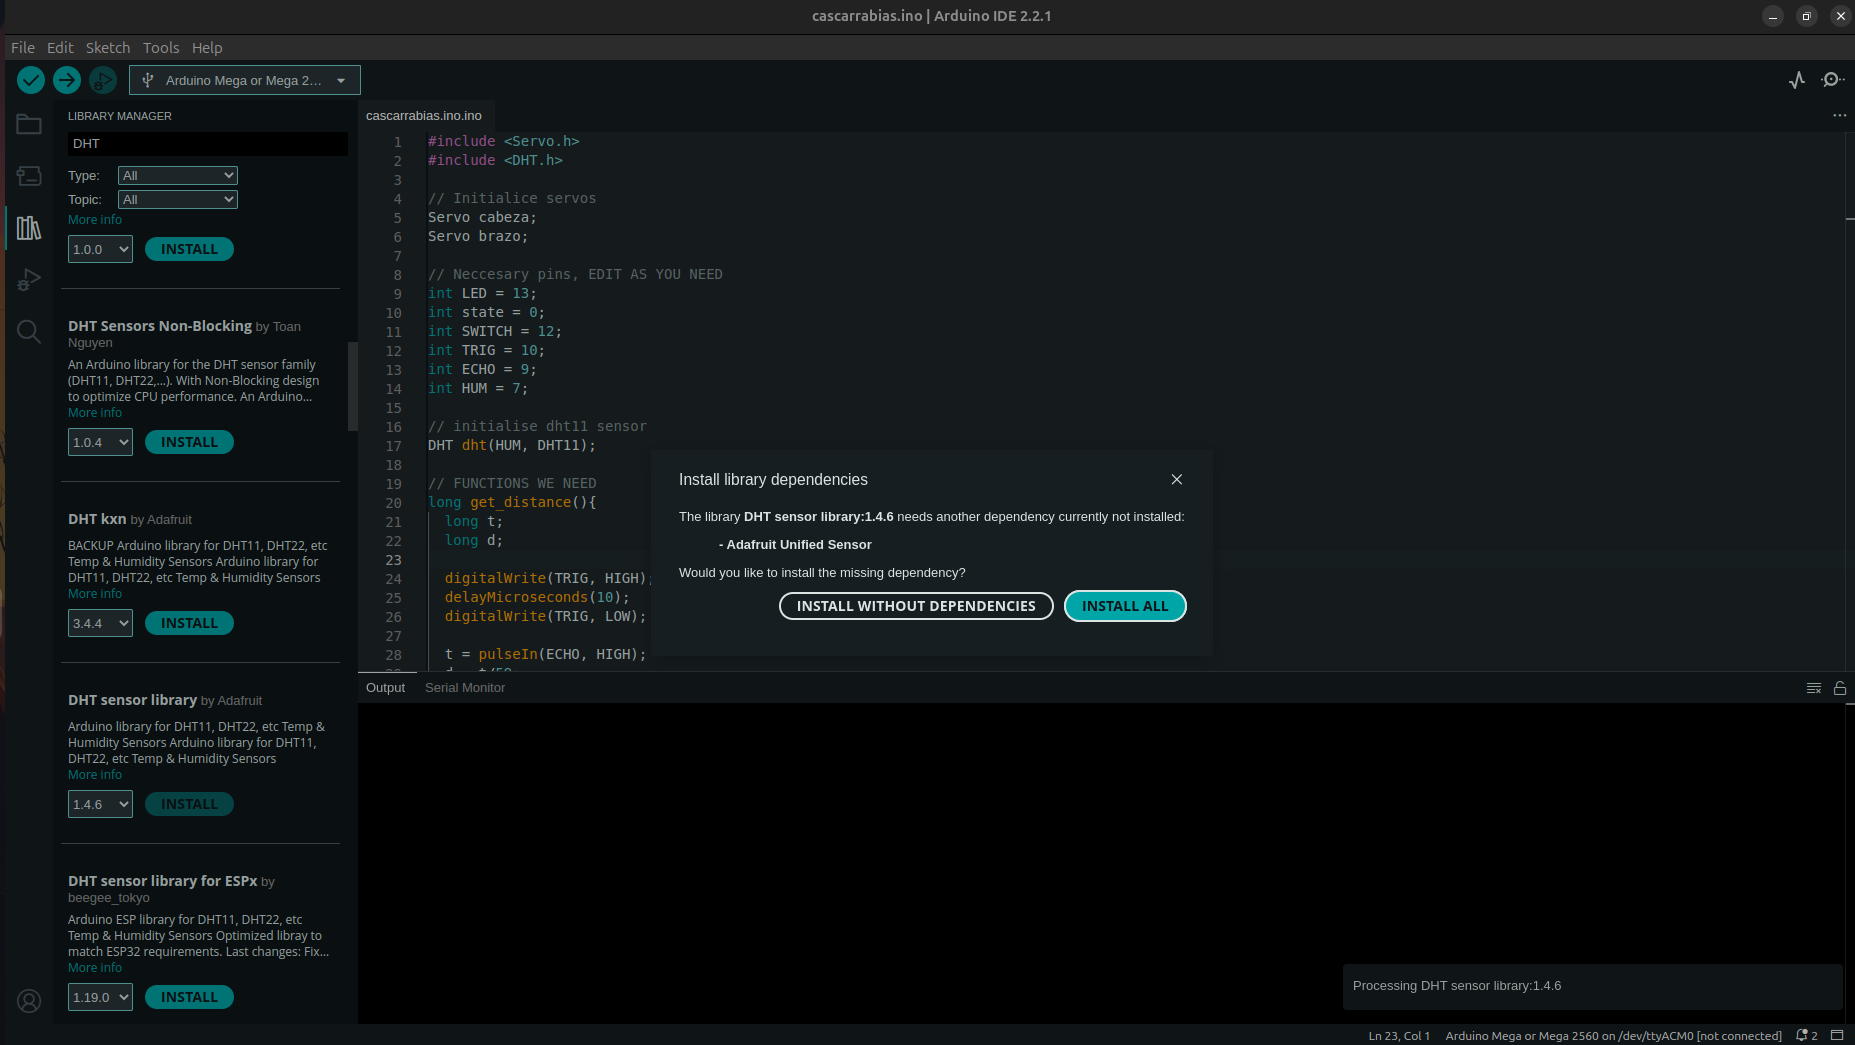 cascarrabias.ino | Arduino IDE 2.2.1
File Edit Sketch Tools Help
Arduino Mega or Mega 2...
LIBRARY MANAGER
DHT
Type: All
Topic: All
More info
1.0.0 INSTALL
DHT Sensors Non-Blocking by Toan
Nguyen
An Arduino library for the DHT sensor family
(DHT11, DHT22,...). With Non-Blocking design
to optimize CPU performance. An Arduino...
More info
1.0.4 INSTALL
DHT kxn by Adafruit
BACKUP Arduino library for DHT11, DHT22, etc
Temp & Humidity Sensors Arduino library for
DHT11, DHT22, etc Temp & Humidity Sensors
More info
3.4.4 INSTALL
DHT sensor library by Adafruit
Arduino library for DHT11, DHT22, etc Temp &
Humidity Sensors Arduino library for DHT11,
DHT22, etc Temp & Humidity Sensors
More info
1.4.6 INSTALL
DHT sensor library for ESPx by
beegee_tokyo
Arduino ESP library for DHT11, DHT22, etc
Temp & Humidity Sensors Optimized libray to
match ESP32 requirements. Last changes: Fix...
More info
1.19.0 INSTALL
cascarrabias.ino.ino
1 #include <Servo.h>
2 #include <DHT.h>
3
4 // Initialice servos
5 Servo cabeza;
6 Servo brazo;
7
8 // Neccesary pins, EDIT AS YOU NEED
9 int LED = 13;
10 int state = 0;
11 int SWITCH = 12;
12 int TRIG = 10;
13 int ECHO = 9;
14 int HUM = 7;
15
16 // initialise dht11 sensor
17 DHT dht(HUM, DHT11);
18
19 // FUNCTIONS WE NEED
20 long get_distance(){
21 long t;
22 long d;
23
24 digitalWrite(TRIG, HIGH);
25 delayMicroseconds(10);
26 digitalWrite(TRIG, LOW);
27
28 t = pulseIn(ECHO, HIGH);
Install library dependencies
The library DHT sensor library:1.4.6 needs another dependency currently not installed:
- Adafruit Unified Sensor
Would you like to install the missing dependency?
INSTALL WITHOUT DEPENDENCIES INSTALL ALL
Output Serial Monitor
Processing DHT sensor library:1.4.6
Ln 23, Col 1 Arduino Mega or Mega 2560 on /dev/ttyACM0 [not connected] 2